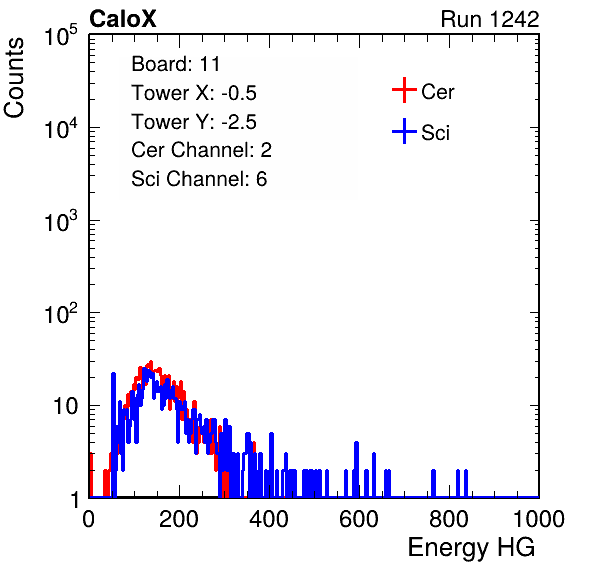 CaloX Run 1242
Counts
Board: 11
Tower X: -0.5
Tower Y: -2.5
Cer Channel: 2
Sci Channel: 6
Cer
Sci
10^5
10^4
10^3
10^2
10
1
0 200 400 600 800 1000
Energy HG